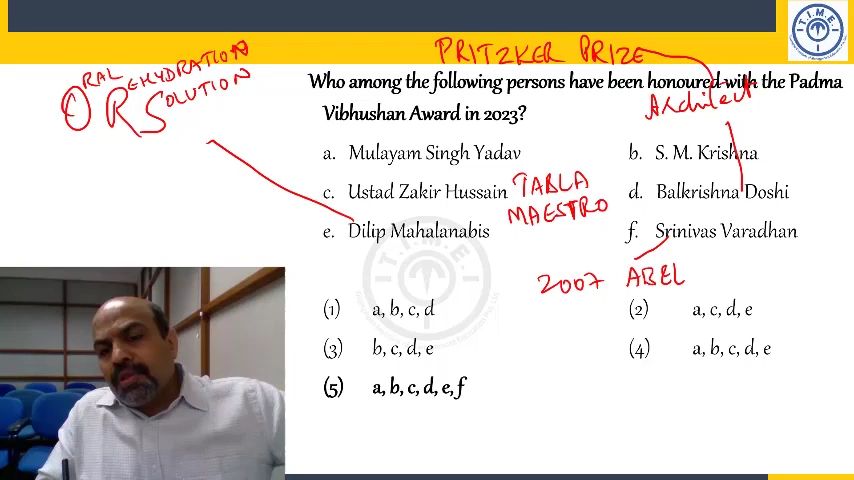 T.I.M.E.
PRITZKER PRIZE
ORAL REHYDRATION SOLUTION
Who among the following persons have been honoured with the Padma
Vibhushan Award in 2023?
Architect
a. Mulayam Singh Yadav
b. S. M. Krishna
c. Ustad Zakir Hussain
TABLA
MAESTRO
d. Balkrishna Doshi
e. Dilip Mahalanabis
f. Srinivas Varadhan
2007 ABEL
(1) a, b, c, d
(2) a, c, d, e
(3) b, c, d, e
(4) a, b, c, d, e
(5) a, b, c, d, e, f